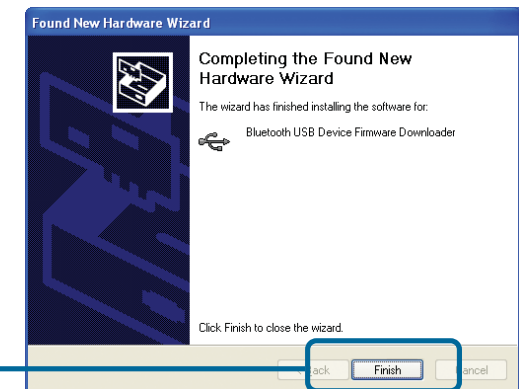 Found New Hardware Wizard
Completing the Found New
Hardware Wizard
The wizard has finished installing the software for:
Bluetooth USB Device Firmware Downloader
Click Finish to close the wizard.
Finish